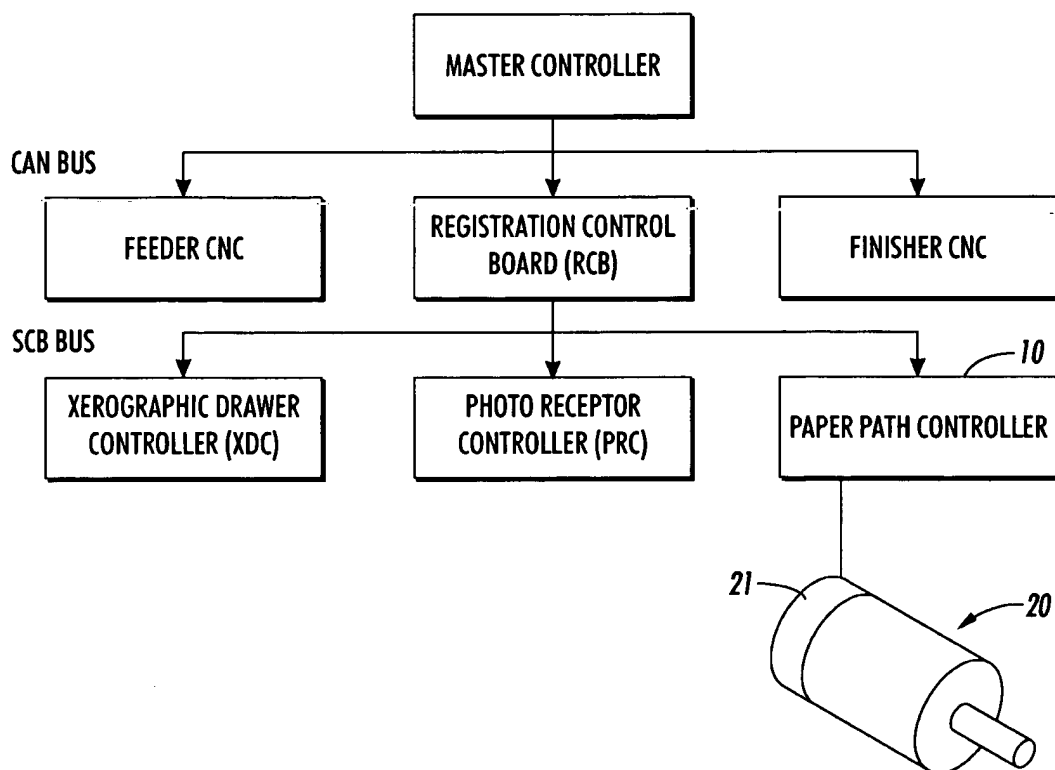 MASTER CONTROLLER
CAN BUS
FEEDER CNC
REGISTRATION CONTROL
BOARD (RCB)
FINISHER CNC
SCB BUS
10
XEROGRAPHIC DRAWER
CONTROLLER (XDC)
PHOTO RECEPTOR
CONTROLLER (PRC)
PAPER PATH CONTROLLER
21
20